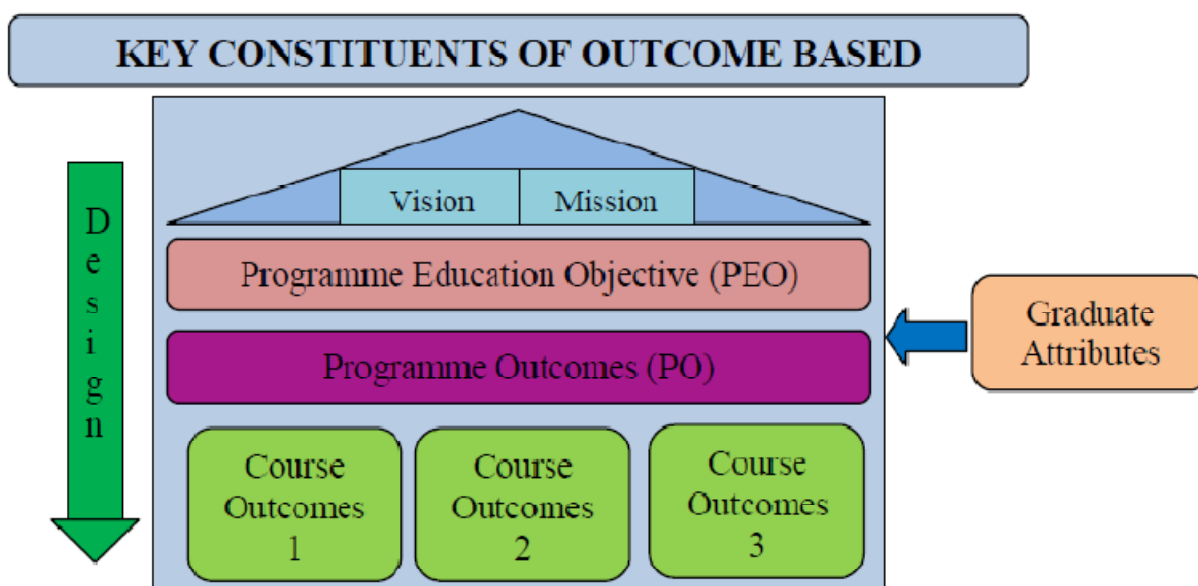 KEY CONSTITUENTS OF OUTCOME BASED
Design
Vision
Mission
Programme Education Objective (PEO)
Programme Outcomes (PO)
Graduate
Attributes
Course
Outcomes
1
Course
Outcomes
2
Course
Outcomes
3